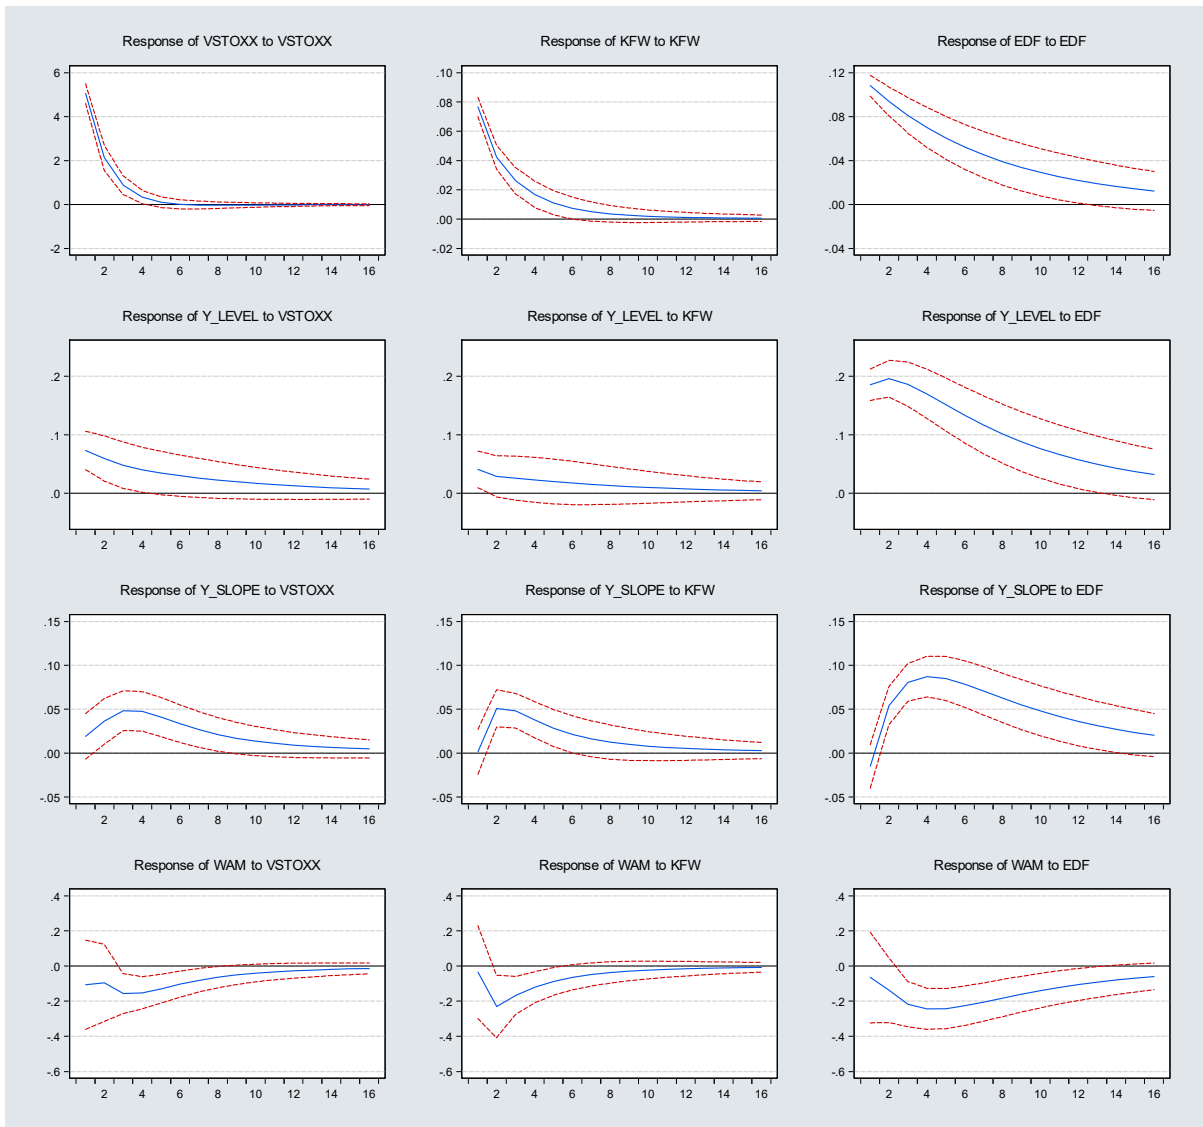 Response of VSTOXX to VSTOXX
6
4
2
0
-2
2 4 6 8 10 12 14 16
Response of KFW to KFW
.10
.08
.06
.04
.02
.00
-.02
2 4 6 8 10 12 14 16
Response of EDF to EDF
.12
.08
.04
.00
-.04
2 4 6 8 10 12 14 16
Response of Y_LEVEL to VSTOXX
.2
.1
.0
2 4 6 8 10 12 14 16
Response of Y_LEVEL to KFW
.2
.1
.0
2 4 6 8 10 12 14 16
Response of Y_LEVEL to EDF
.2
.1
.0
2 4 6 8 10 12 14 16
Response of Y_SLOPE to VSTOXX
.15
.10
.05
.00
-.05
2 4 6 8 10 12 14 16
Response of Y_SLOPE to KFW
.15
.10
.05
.00
-.05
2 4 6 8 10 12 14 16
Response of Y_SLOPE to EDF
.15
.10
.05
.00
-.05
2 4 6 8 10 12 14 16
Response of WAM to VSTOXX
.4
.2
.0
-.2
-.4
-.6
2 4 6 8 10 12 14 16
Response of WAM to KFW
.4
.2
.0
-.2
-.4
-.6
2 4 6 8 10 12 14 16
Response of WAM to EDF
.4
.2
.0
-.2
-.4
-.6
2 4 6 8 10 12 14 16